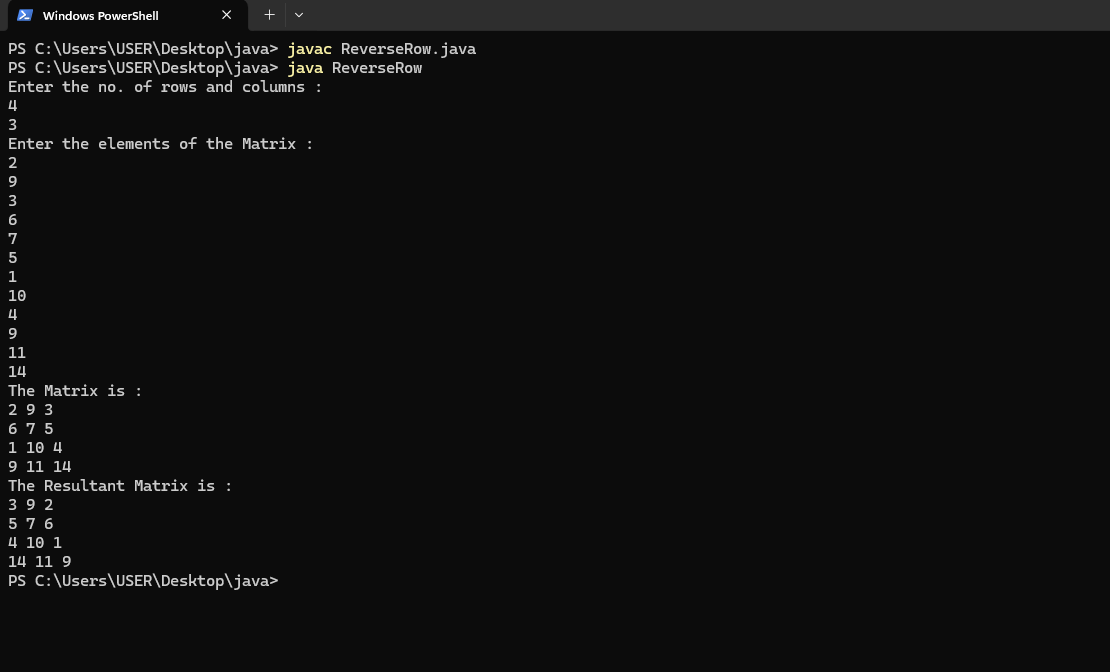 Windows PowerShell
PS C:\Users\USER\Desktop\java> javac ReverseRow.java
PS C:\Users\USER\Desktop\java> java ReverseRow
Enter the no. of rows and columns :
4
3
Enter the elements of the Matrix :
2
9
3
6
7
5
1
10
4
9
11
14
The Matrix is :
2 9 3
6 7 5
1 10 4
9 11 14
The Resultant Matrix is :
3 9 2
5 7 6
4 10 1
14 11 9
PS C:\Users\USER\Desktop\java>